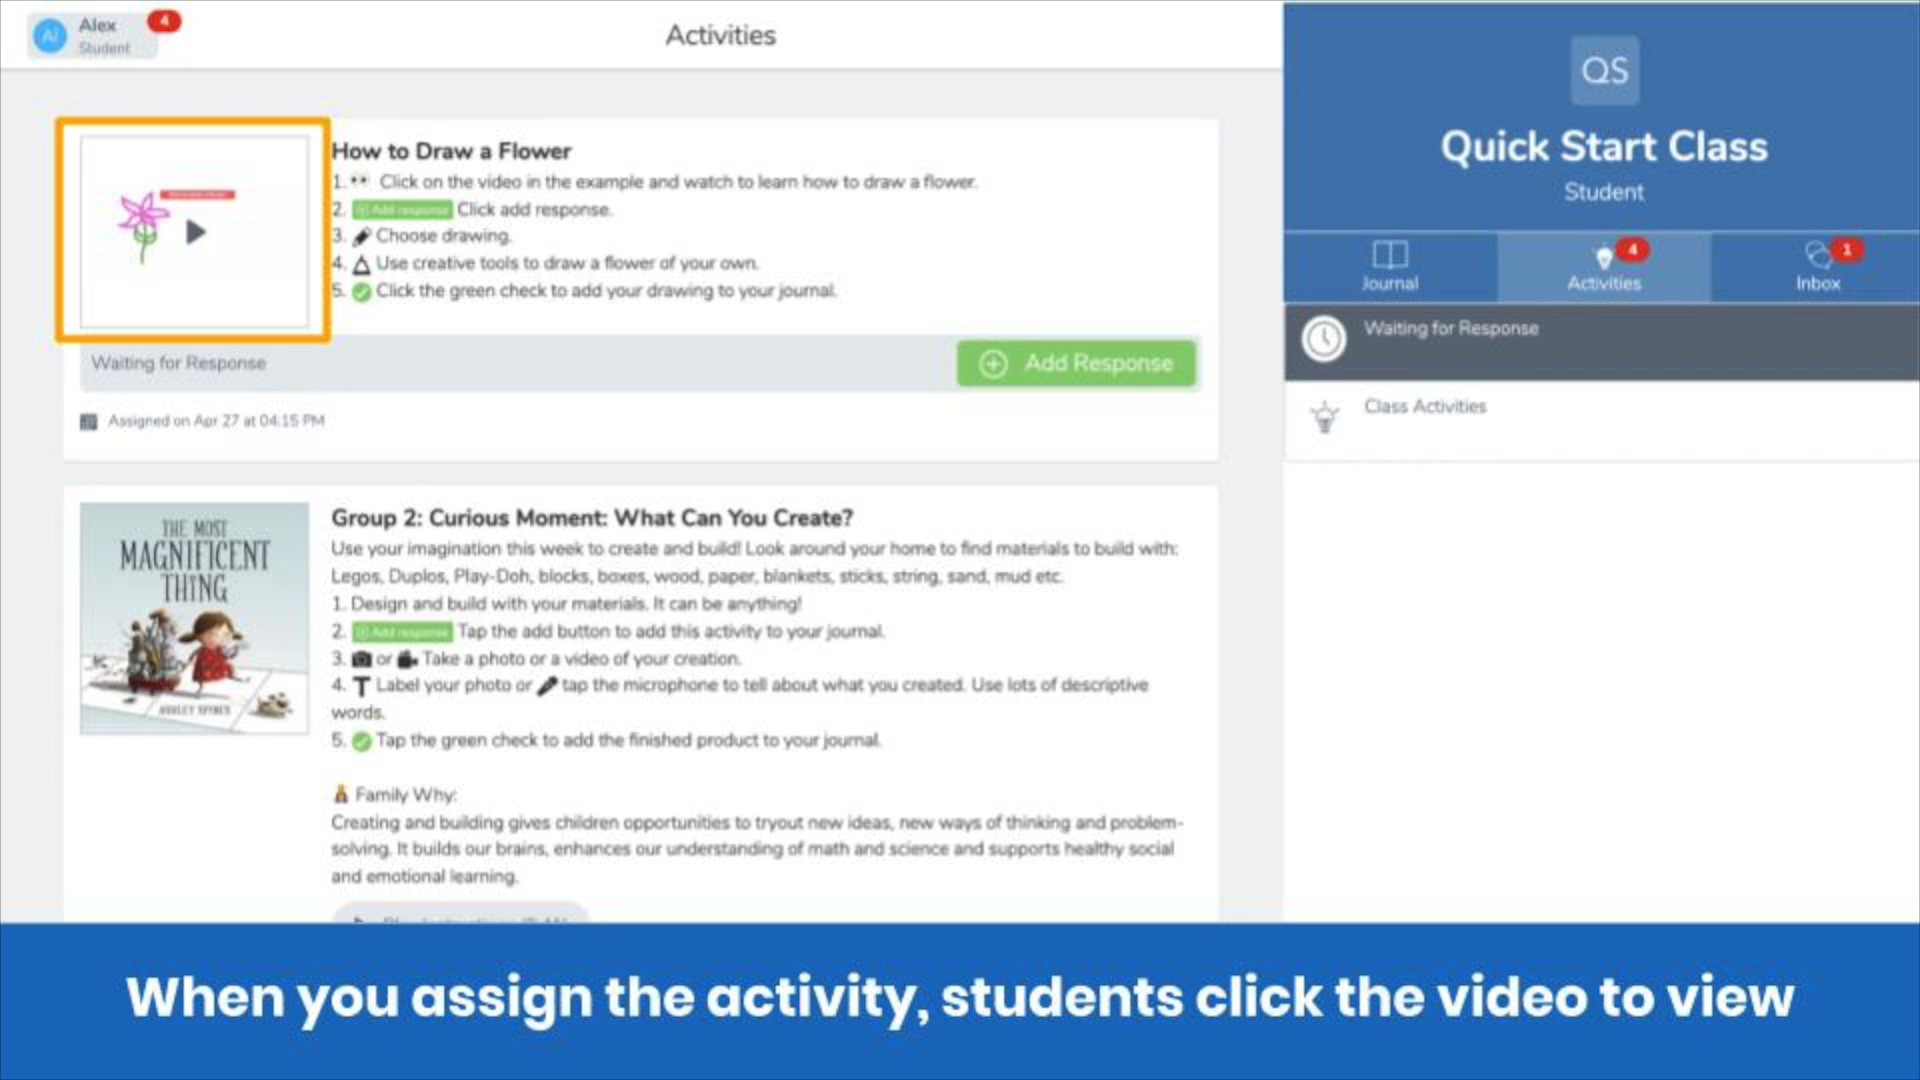 Al
Alex
4
Student
Activities
QS
Quick Start Class
Student
Journal
4
Activities
1
Inbox
Waiting for Response
Class Activities
How to Draw a Flower
1. Click on the video in the example and watch to learn how to draw a flower.
2. Add response Click add response.
3. Choose drawing.
4. Use creative tools to draw a flower of your own.
5. Click the green check to add your drawing to your journal.
Waiting for Response
Add Response
Assigned on Apr 27 at 04:15 PM
THE MOST
MAGNIFICENT
THING
ASHLEY SPIRES
Group 2: Curious Moment: What Can You Create?
Use your imagination this week to create and build! Look around your home to find materials to build with:
Legos, Duplos, Play-Doh, blocks, boxes, wood, paper, blankets, sticks, string, sand, mud etc.
1. Design and build with your materials. It can be anything!
2. Add response Tap the add button to add this activity to your journal.
3. or Take a photo or a video of your creation.
4. T Label your photo or tap the microphone to tell about what you created. Use lots of descriptive
words.
5. Tap the green check to add the finished product to your journal.
Family Why:
Creating and building gives children opportunities to tryout new ideas, new ways of thinking and problem-
solving. It builds our brains, enhances our understanding of math and science and supports healthy social
and emotional learning.
When you assign the activity, students click the video to view